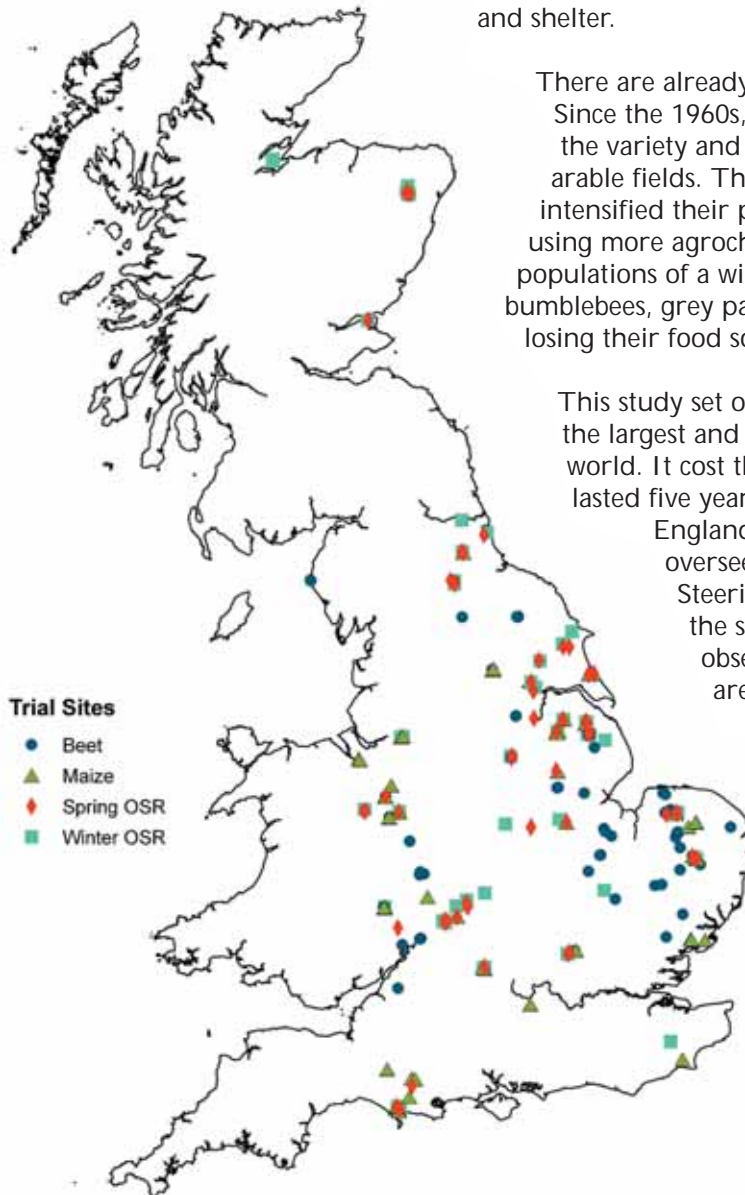 and shelter.
There are already
Since the 1960s,
the variety and
arable fields. Th
intensified their p
using more agroch
populations of a wi
bumblebees, grey pa
losing their food so
This study set o
the largest and
world. It cost th
lasted five year
England
oversee
Steeri
the s
obse
are
Trial Sites
Beet
Maize
Spring OSR
Winter OSR